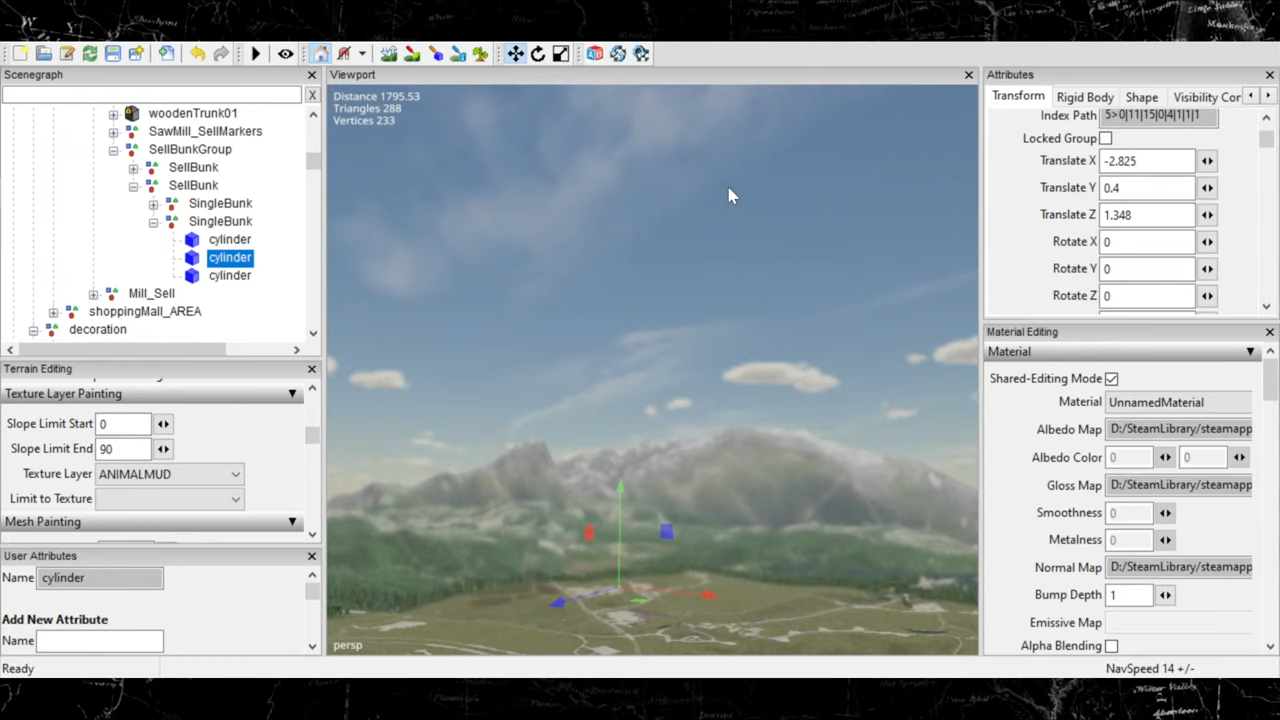 Scenegraph
X
woodenTrunk01
SawMill_SellMarkers
SellBunkGroup
SellBunk
SellBunk
SingleBunk
SingleBunk
cylinder
cylinder
cylinder
Mill_Sell
shoppingMall_AREA
decoration
Terrain Editing
Texture Layer Painting
Slope Limit Start 0
Slope Limit End 90
Texture Layer ANIMALMUD
Limit to Texture
Mesh Painting
User Attributes
Name cylinder
Add New Attribute
Name
Ready
Viewport
Distance 1795.53
Triangles 288
Vertices 233
persp
Attributes
Transform Rigid Body Shape Visibility Cor
Index Path 5>0|11|15|0|4|1|1|1
Locked Group
Translate X -2.825
Translate Y 0.4
Translate Z 1.348
Rotate X 0
Rotate Y 0
Rotate Z 0
Material Editing
Material
Shared-Editing Mode
Material UnnamedMaterial
Albedo Map D:/SteamLibrary/steamapp
Albedo Color 0 0
Gloss Map D:/SteamLibrary/steamapp
Smoothness 0
Metalness 0
Normal Map D:/SteamLibrary/steamapp
Bump Depth 1
Emissive Map
Alpha Blending
NavSpeed 14 +/-